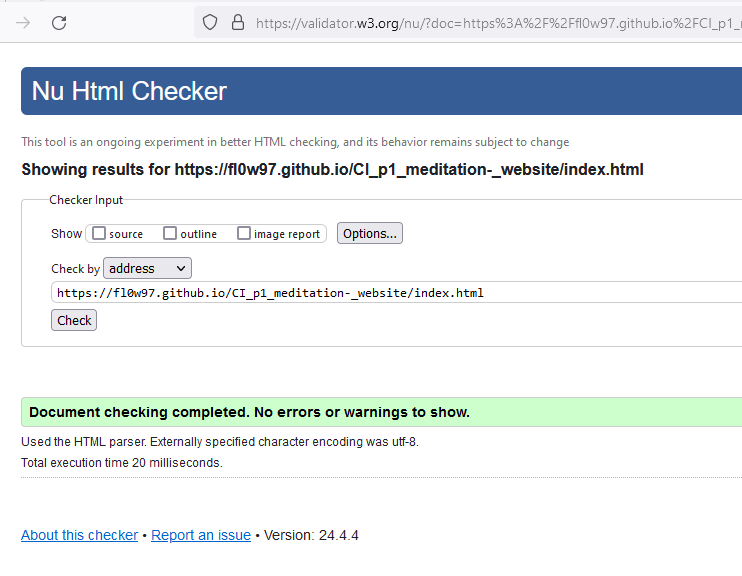 https://validator.w3.org/nu/?doc=https%3A%2F%2Ffl0w97.github.io%2FCI_p1_
Nu Html Checker
This tool is an ongoing experiment in better HTML checking, and its behavior remains subject to change
Showing results for https://fl0w97.github.io/CI_p1_meditation-_website/index.html
Checker Input
Show source outline image report Options...
Check by address
https://fl0w97.github.io/CI_p1_meditation-_website/index.html
Check
Document checking completed. No errors or warnings to show.
Used the HTML parser. Externally specified character encoding was utf-8.
Total execution time 20 milliseconds.
About this checker • Report an issue • Version: 24.4.4